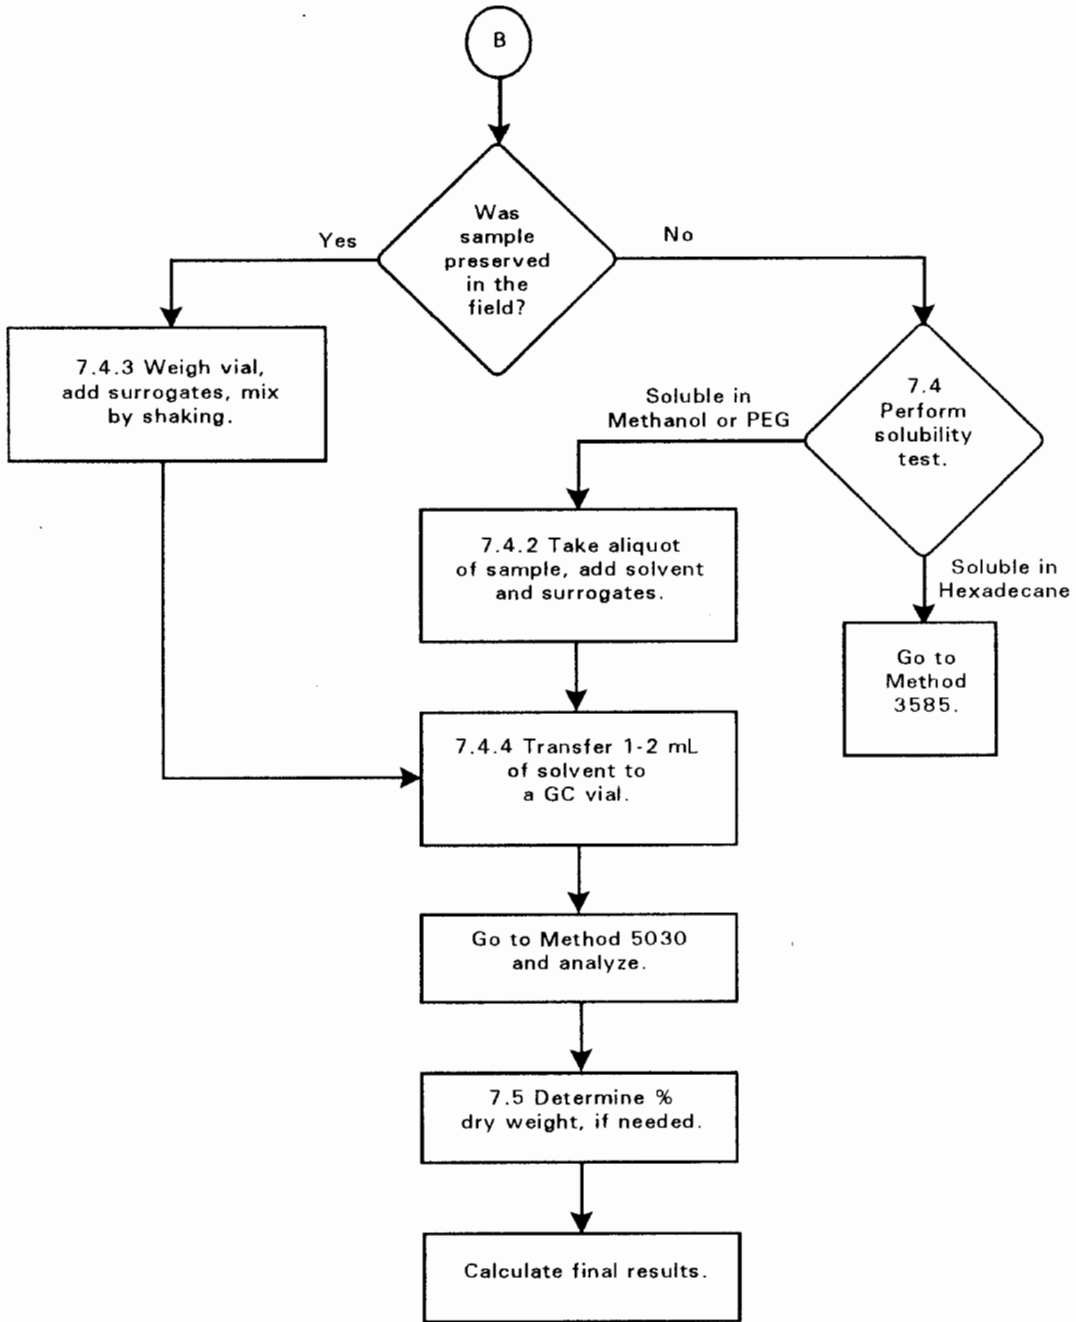 B
Was
sample
preserved
in the
field?
Yes
No
7.4.3 Weigh vial,
add surrogates, mix
by shaking.
7.4
Perform
solubility
test.
Soluble in
Methanol or PEG
7.4.2 Take aliquot
of sample, add solvent
and surrogates.
Soluble in
Hexadecane
Go to
Method
3585.
7.4.4 Transfer 1-2 mL
of solvent to
a GC vial.
Go to Method 5030
and analyze.
7.5 Determine %
dry weight, if needed.
Calculate final results.